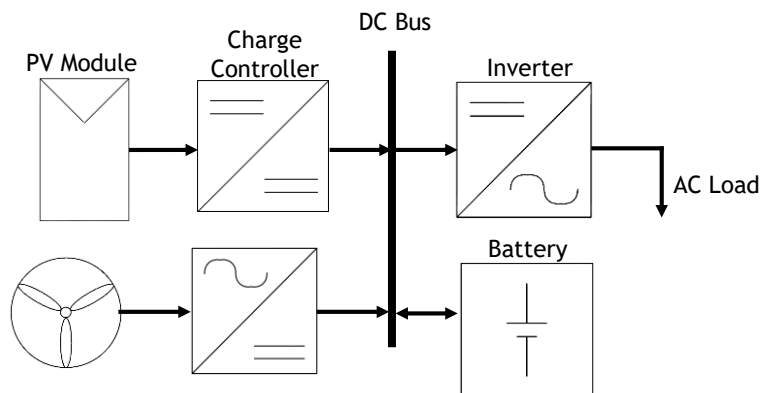 DC Bus
PV Module
Charge
Controller
Inverter
AC Load
Battery